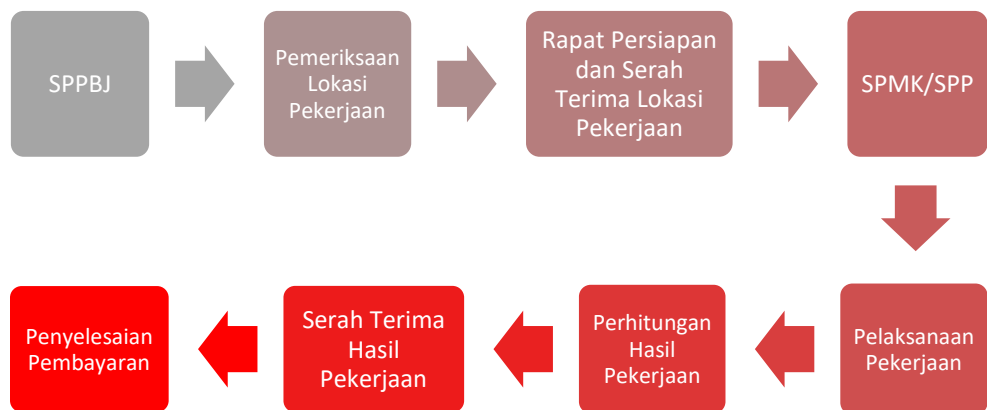 SPPBJ
Pemeriksaan
Lokasi
Pekerjaan
Rapat Persiapan
dan Serah
Terima Lokasi
Pekerjaan
SPMK/SPP
Pelaksanaan
Pekerjaan
Perhitungan
Hasil
Pekerjaan
Serah Terima
Hasil
Pekerjaan
Penyelesaian
Pembayaran